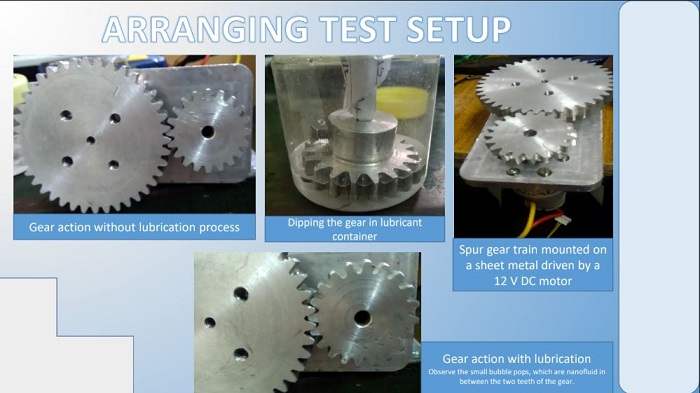 ARRANGING TEST SETUP
Gear action without lubrication process
Dipping the gear in lubricant
container
Spur gear train mounted on
a sheet metal driven by a
12 V DC motor
Gear action with lubrication
Observe the small bubble pops, which are nanofluid in
between the two teeth of the gear.